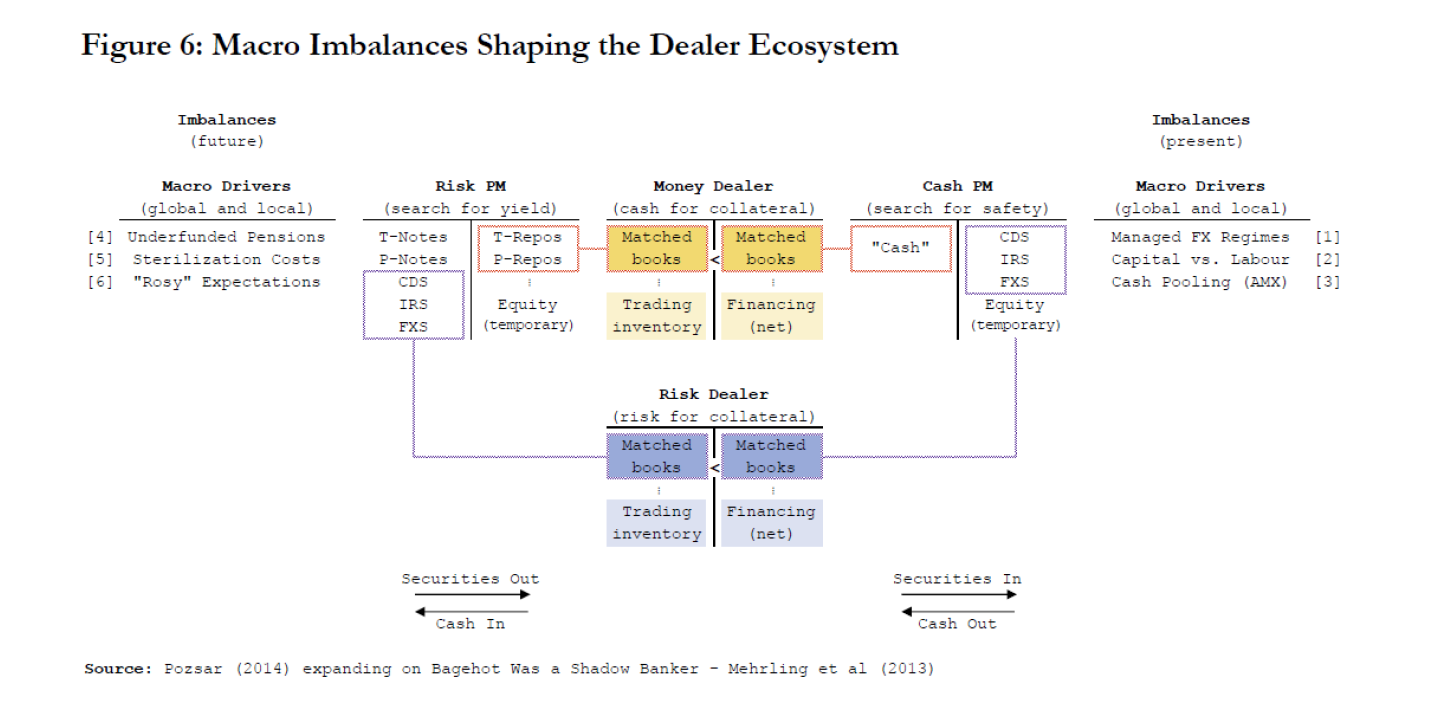 Figure 6: Macro Imbalances Shaping the Dealer Ecosystem
Imbalances
(future)
Imbalances
(present)
Macro Drivers
(global and local)
[4] Underfunded Pensions
[5] Sterilization Costs
[6] "Rosy" Expectations
Risk PM
(search for yield)
T-Notes
P-Notes
CDS
IRS
FXS
T-Repos
P-Repos
⋮
Equity
(temporary)
Money Dealer
(cash for collateral)
Matched
books
⋮
Trading
inventory
<
Matched
books
⋮
Financing
(net)
Cash PM
(search for safety)
"Cash"
CDS
IRS
FXS
Equity
(temporary)
Macro Drivers
(global and local)
Managed FX Regimes [1]
Capital vs. Labour [2]
Cash Pooling (AMX) [3]
Risk Dealer
(risk for collateral)
Matched
books
⋮
Trading
inventory
<
Matched
books
⋮
Financing
(net)
Securities Out
Cash In
Securities In
Cash Out
Source: Pozsar (2014) expanding on Bagehot Was a Shadow Banker - Mehrling et al (2013)